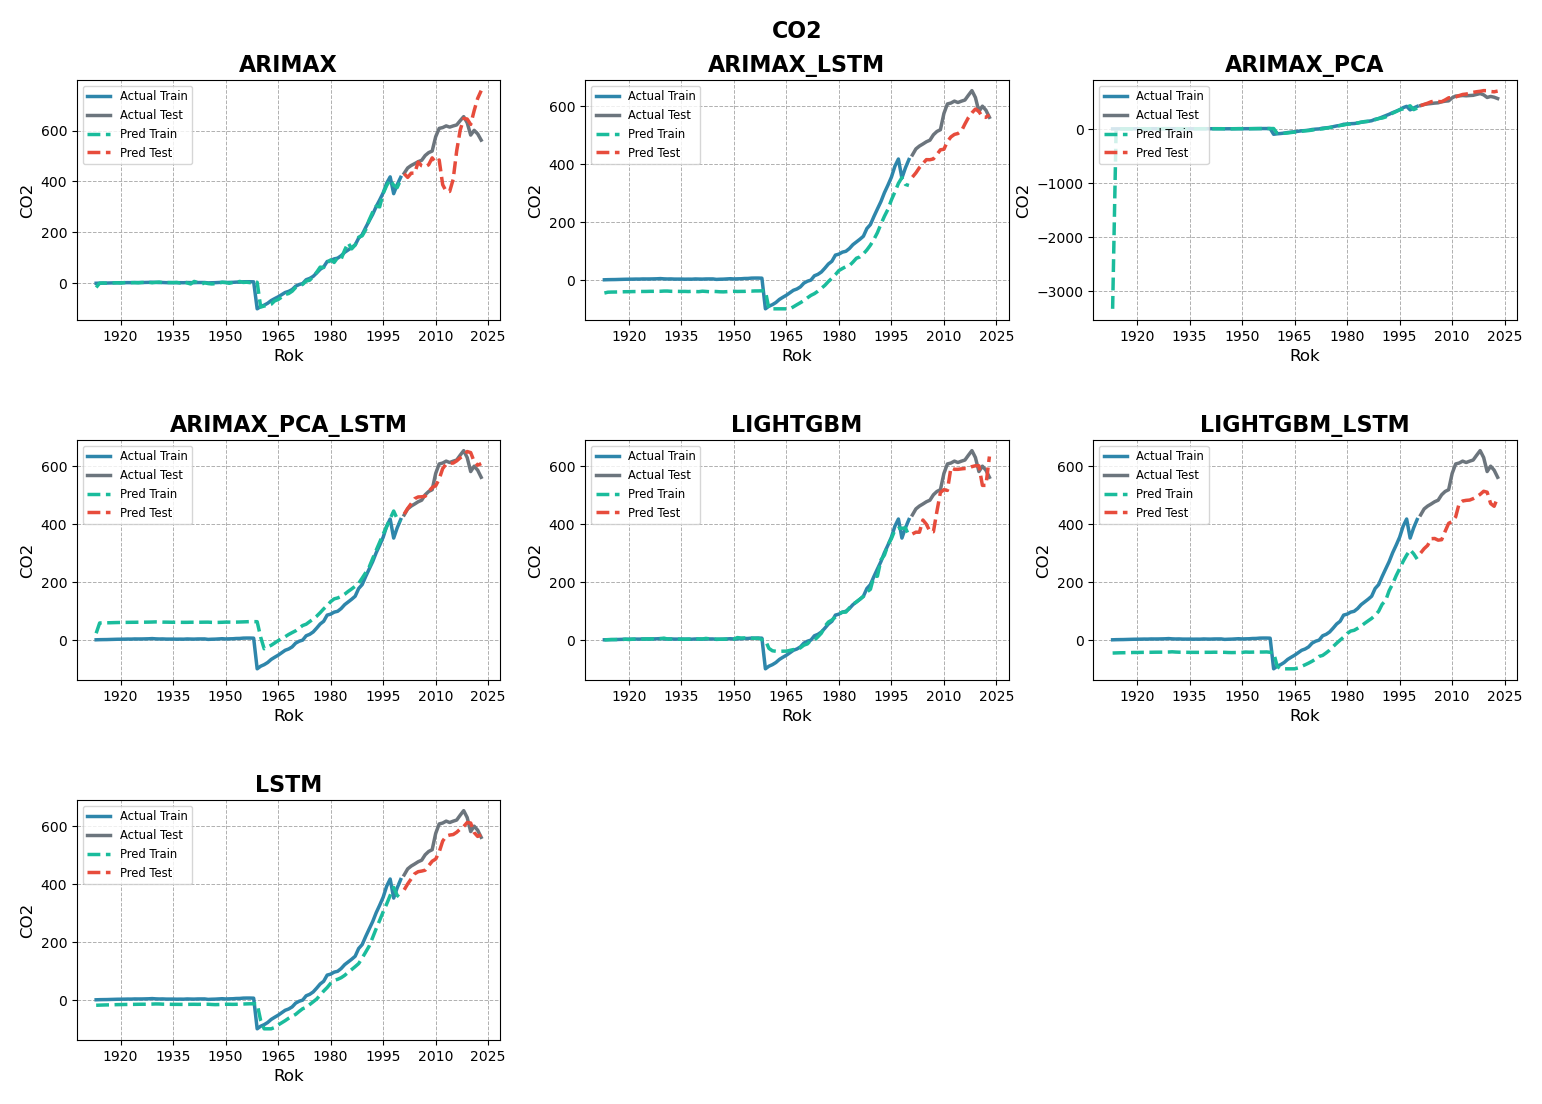 CO2
ARIMAX
Actual Train
Actual Test
Pred Train
Pred Test
CO2
600
400
200
0
1920 1935 1950 1965 1980 1995 2010 2025
Rok
ARIMAX_LSTM
Actual Train
Actual Test
Pred Train
Pred Test
CO2
600
400
200
0
1920 1935 1950 1965 1980 1995 2010 2025
Rok
ARIMAX_PCA
Actual Train
Actual Test
Pred Train
Pred Test
CO2
0
−1000
−2000
−3000
1920 1935 1950 1965 1980 1995 2010 2025
Rok
ARIMAX_PCA_LSTM
Actual Train
Actual Test
Pred Train
Pred Test
CO2
600
400
200
0
1920 1935 1950 1965 1980 1995 2010 2025
Rok
LIGHTGBM
Actual Train
Actual Test
Pred Train
Pred Test
CO2
600
400
200
0
1920 1935 1950 1965 1980 1995 2010 2025
Rok
LIGHTGBM_LSTM
Actual Train
Actual Test
Pred Train
Pred Test
CO2
600
400
200
0
1920 1935 1950 1965 1980 1995 2010 2025
Rok
LSTM
Actual Train
Actual Test
Pred Train
Pred Test
CO2
600
400
200
0
1920 1935 1950 1965 1980 1995 2010 2025
Rok